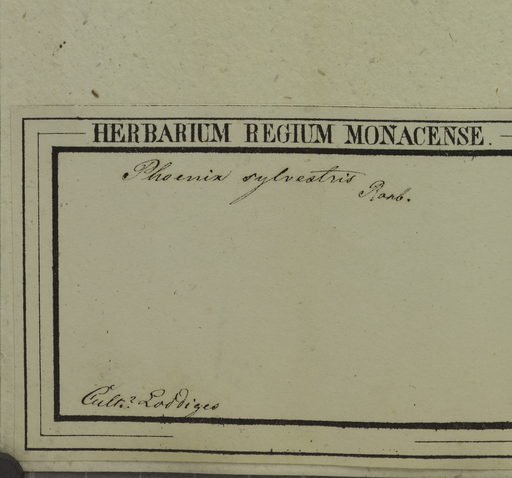 HERBARIUM REGIUM MONACENSE.
Phoenix sylvestris
Roxb.
Cult? Loddiges